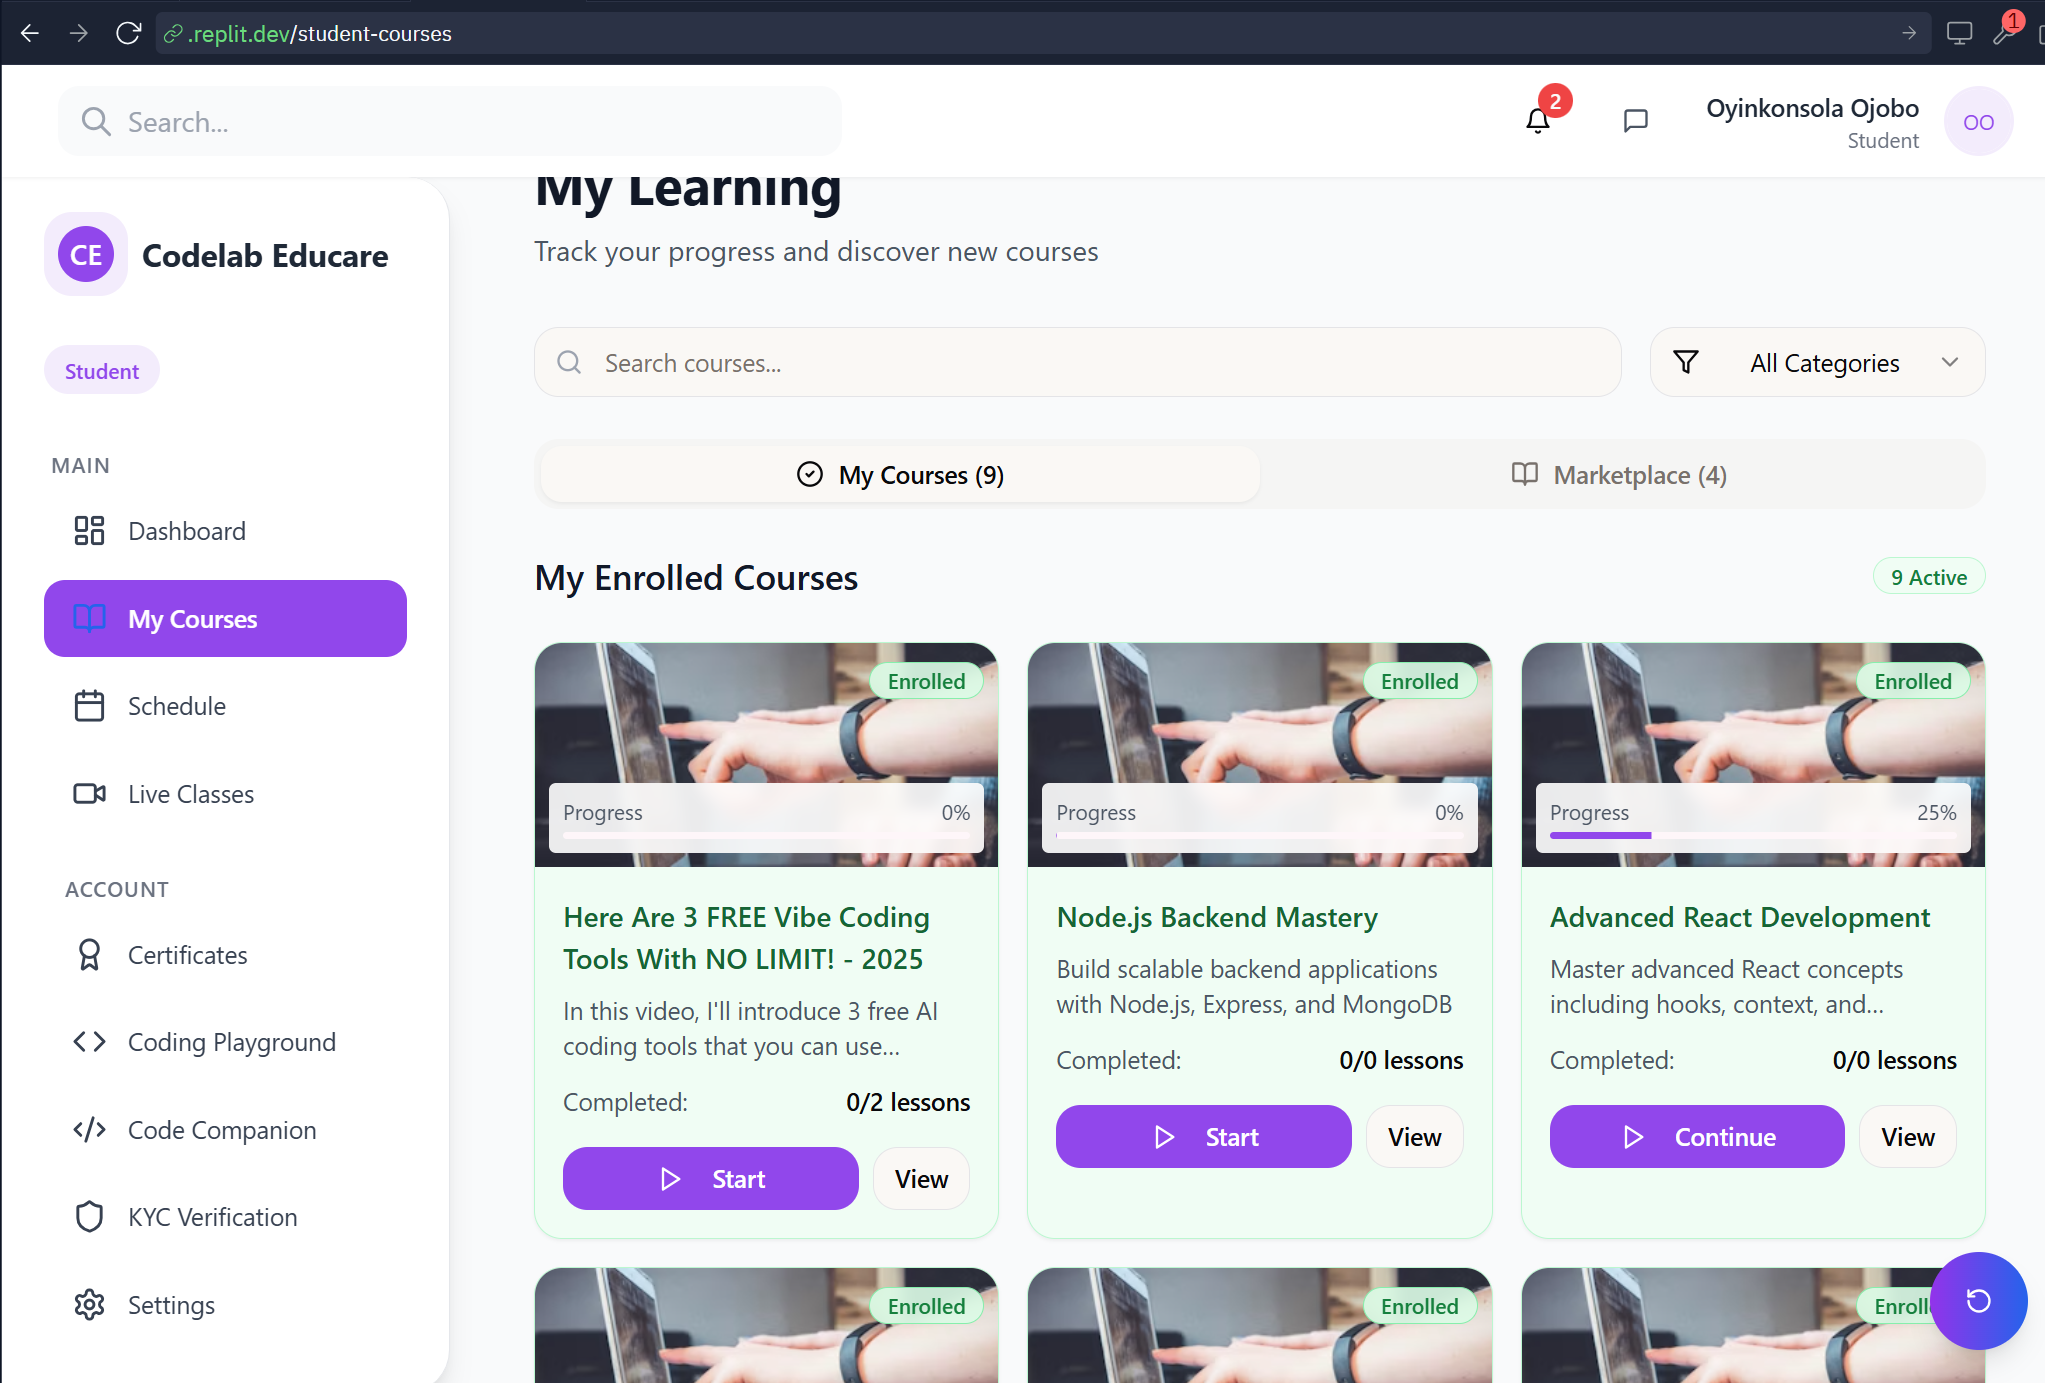 .replit.dev/student-courses
1
Search...
2
Oyinkonsola Ojobo
Student
OO
CE
Codelab Educare
Student
MAIN
Dashboard
My Courses
Schedule
Live Classes
ACCOUNT
Certificates
Coding Playground
Code Companion
KYC Verification
Settings
My Learning
Track your progress and discover new courses
Search courses...
All Categories
My Courses (9)
Marketplace (4)
My Enrolled Courses
9 Active
Enrolled
Progress 0%
Here Are 3 FREE Vibe Coding
Tools With NO LIMIT! - 2025
In this video, I'll introduce 3 free AI
coding tools that you can use...
Completed: 0/2 lessons
Start
View
Enrolled
Progress 0%
Node.js Backend Mastery
Build scalable backend applications
with Node.js, Express, and MongoDB
Completed: 0/0 lessons
Start
View
Enrolled
Progress 25%
Advanced React Development
Master advanced React concepts
including hooks, context, and...
Completed: 0/0 lessons
Continue
View
Enrolled
Enrolled
Enroll